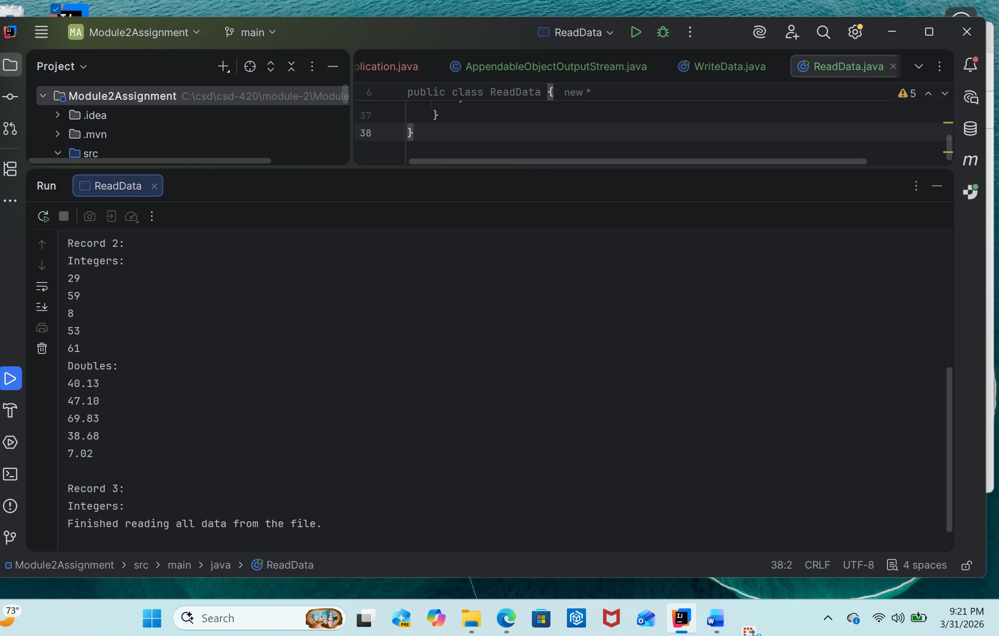 MA Module2Assignment main ReadData
Project
plication.java AppendableObjectOutputStream.java WriteData.java ReadData.java
Module2Assignment C:\csd\csd-420\module-2\Module
6 public class ReadData { new *
5
.idea
37 }
.mvn
38 }
src
m
Run ReadData
Record 2:
Integers:
29
59
8
53
61
Doubles:
40.13
47.10
69.83
38.68
7.02
Record 3:
Integers:
Finished reading all data from the file.
Module2Assignment > src > main > java > ReadData 38:2 CRLF UTF-8 4 spaces
73°
Search
PRE
IJ
W
9:21 PM
3/31/2026